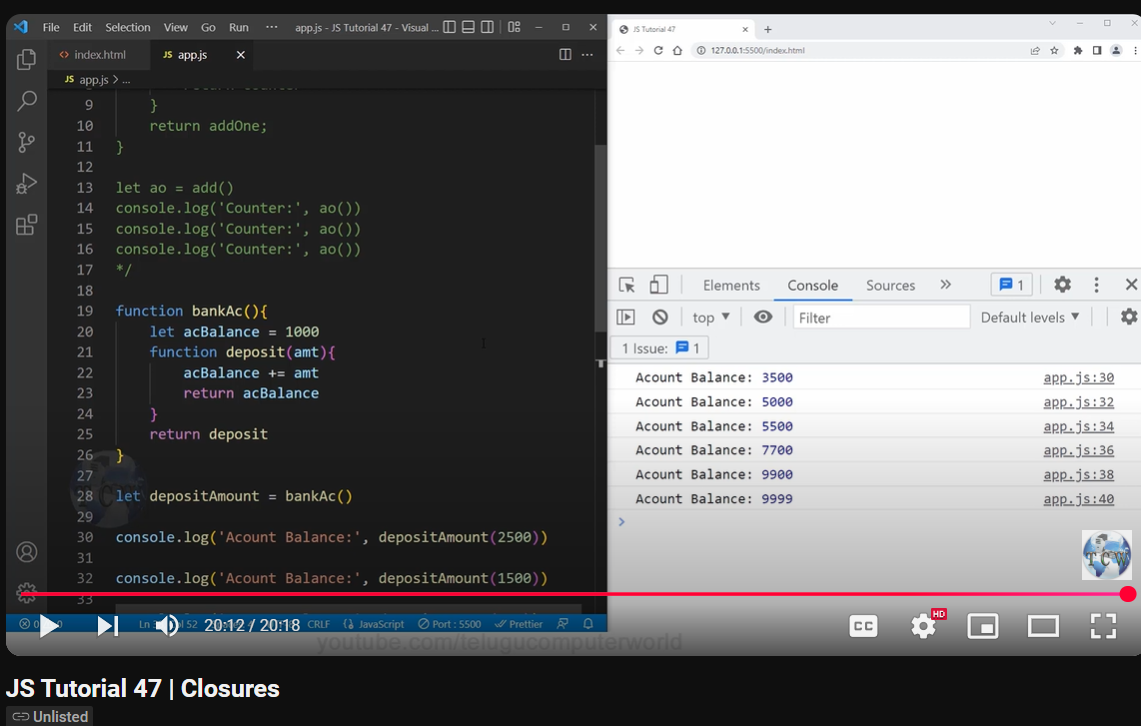 File Edit Selection View Go Run ··· app.js - JS Tutorial 47 - Visual ...
<> index.html JS app.js ×
JS app.js > ...
9 }
10 return addOne;
11 }
12
13 let ao = add()
14 console.log('Counter:', ao())
15 console.log('Counter:', ao())
16 console.log('Counter:', ao())
17 */
18
19 function bankAc(){
20 let acBalance = 1000
21 function deposit(amt){
22 acBalance += amt
23 return acBalance
24 }
25 return deposit
26 }
27
28 let depositAmount = bankAc()
29
30 console.log('Acount Balance:', depositAmount(2500))
31
32 console.log('Acount Balance:', depositAmount(1500))
33
JavaScript Port : 5500 Prettier
CRLF
JS Tutorial 47
127.0.0.1:5500/index.html
Elements Console Sources » 1
top ▼ Filter Default levels ▼
1 Issue: 1
Acount Balance: 3500 app.js:30
Acount Balance: 5000 app.js:32
Acount Balance: 5500 app.js:34
Acount Balance: 7700 app.js:36
Acount Balance: 9900 app.js:38
Acount Balance: 9999 app.js:40
>
TCW
20:12 / 20:18
CC HD
youtube.com/telugucomputerworld
JS Tutorial 47 | Closures
Unlisted